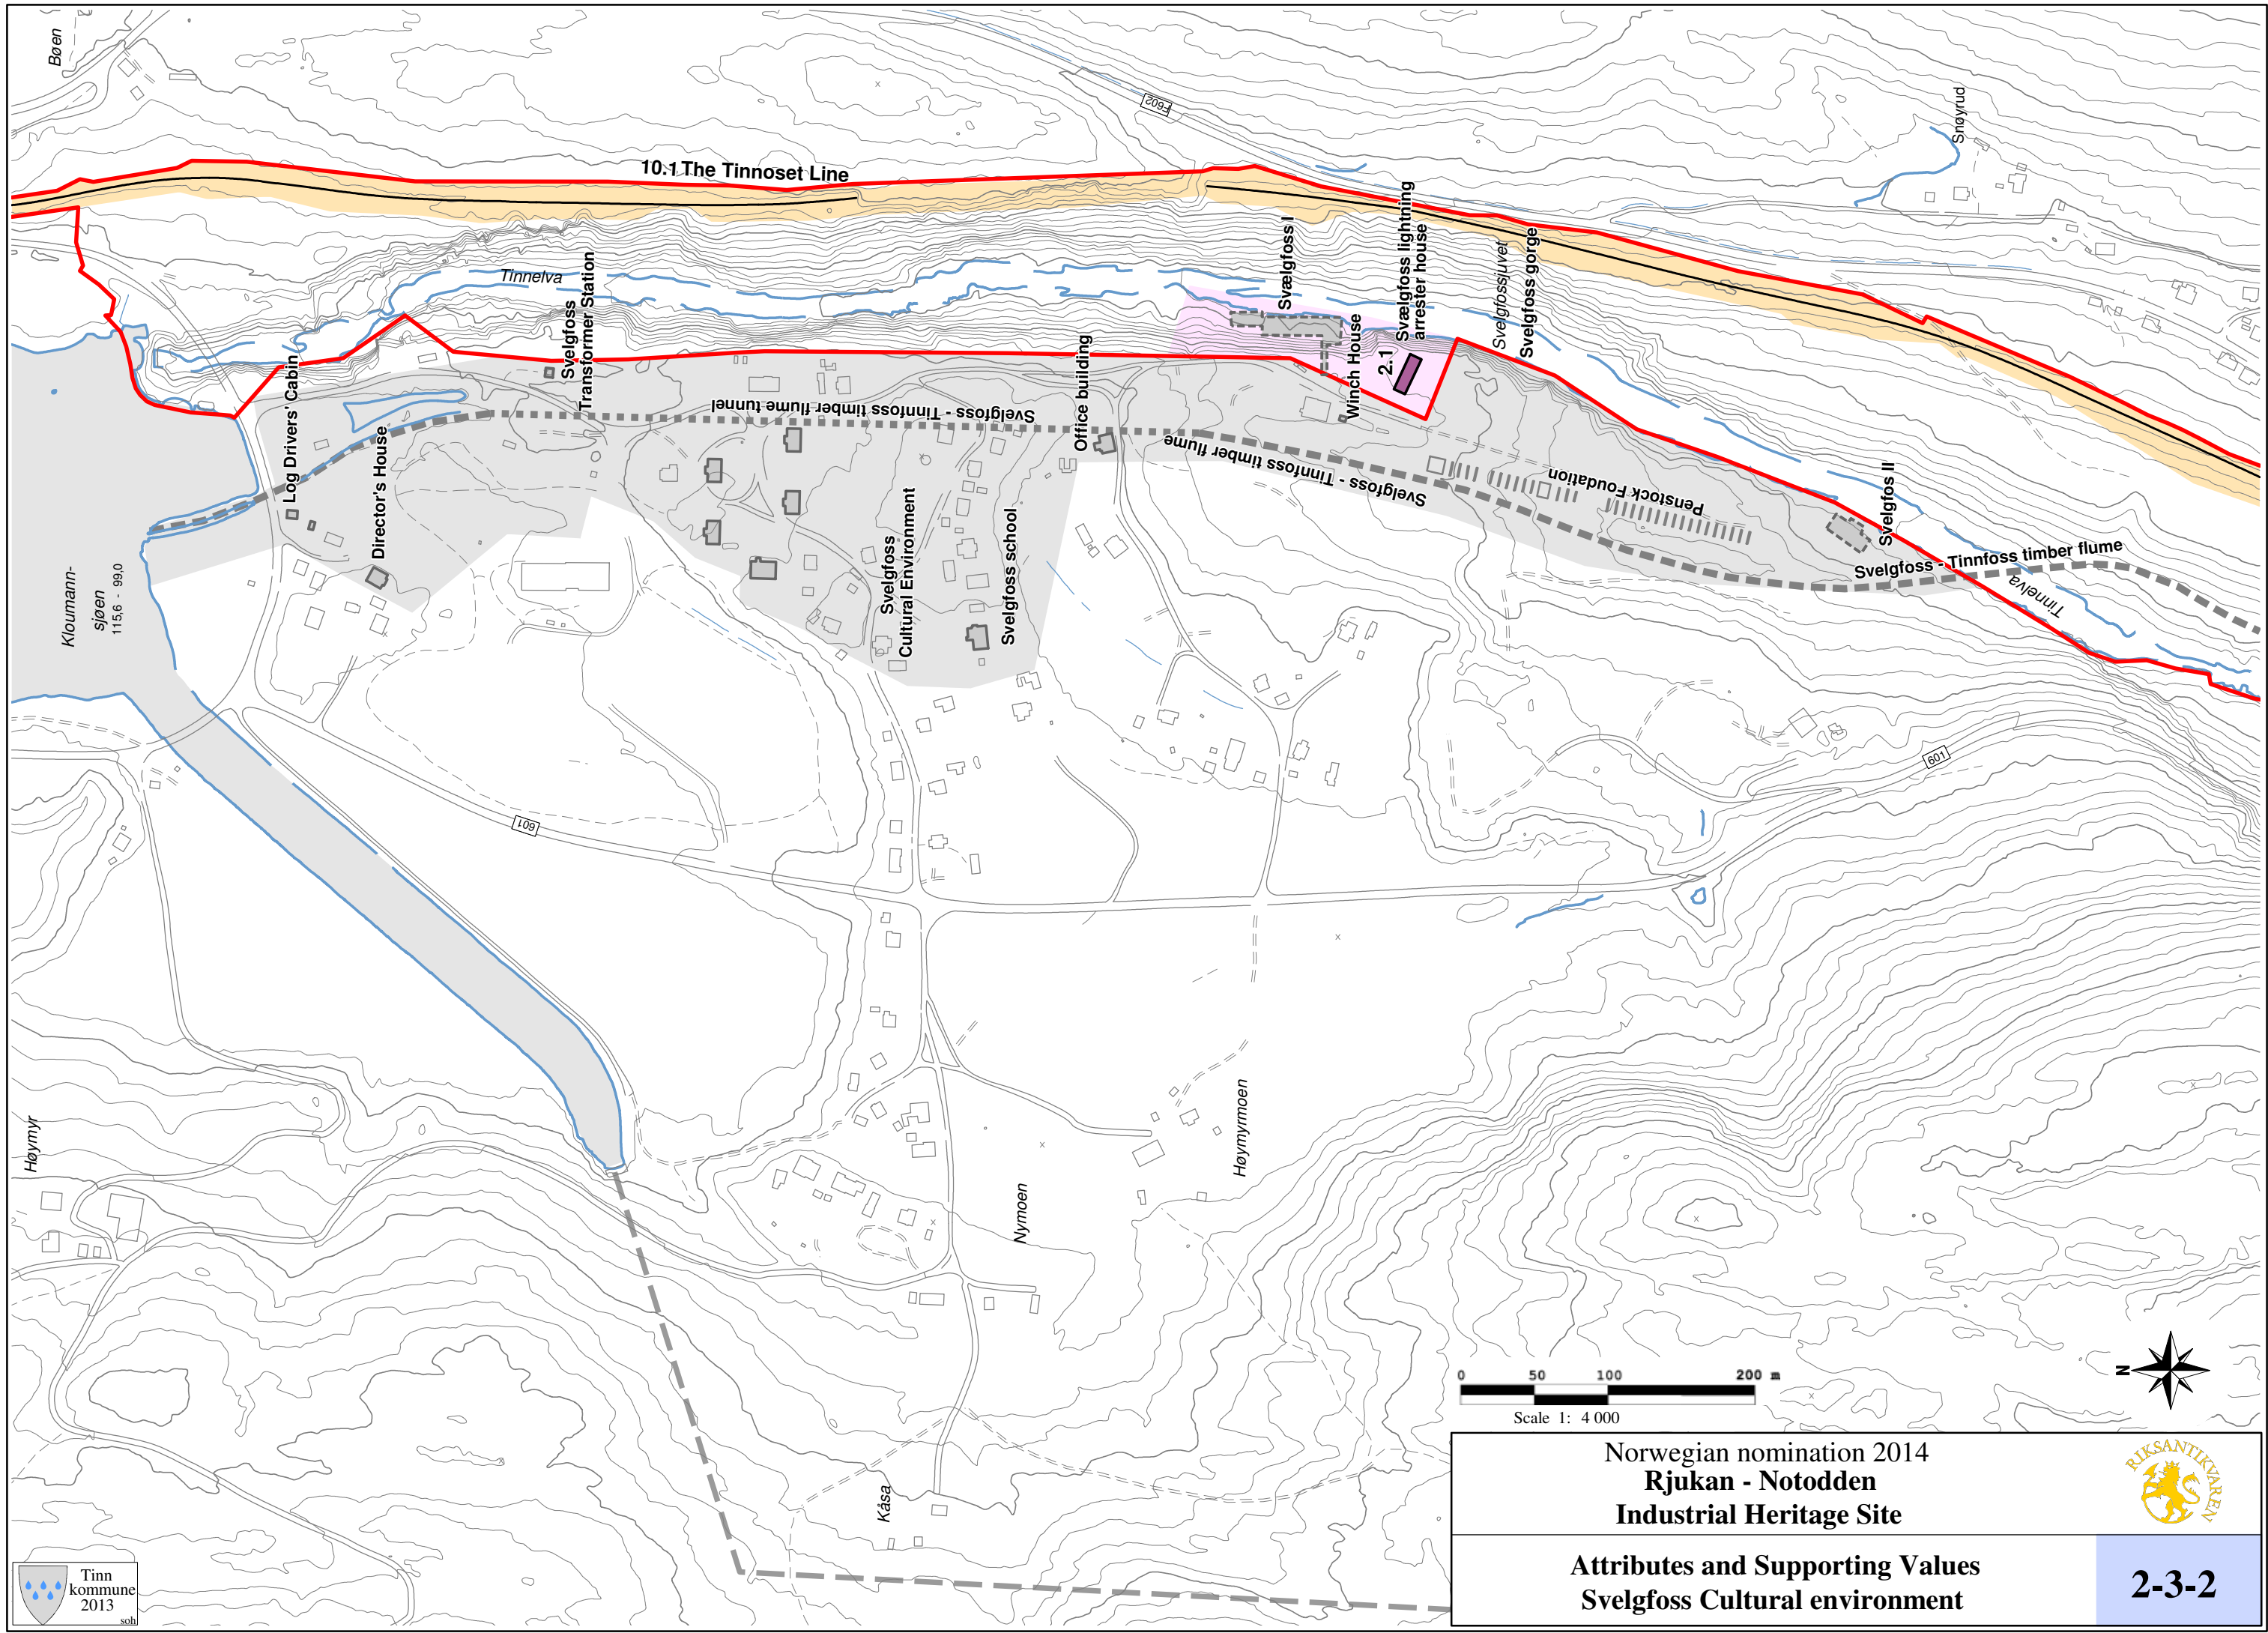 Bøen
F602
Snøyrud
10.1 The Tinnoset Line
Tinnelva
Svelgfoss
Transformer Station
Svælgfoss I
Svælgfoss lightning
arrester house
2.1
Svelgfossjuvet
Svelgfoss gorge
Winch House
Log Drivers' Cabin
Director's House
Svelgfoss - Tinnfoss timber flume tunnel
Office building
Svelgfoss - Tinnfoss timber flume
Penstock Foudation
Svelgfos II
Svelgfoss - Tinnfoss timber flume
Tinnelva
Kloumann-
sjøen
115,6 - 99,0
Svelgfoss
Cultural Environment
Svelgfoss school
601
601
Høymyr
Høymyrmoen
Nymoen
Kåsa
N
0 50 100 200 m
Scale 1: 4 000
Norwegian nomination 2014
Rjukan - Notodden
Industrial Heritage Site
RIKSANTIKVAREN
Attributes and Supporting Values
Svelgfoss Cultural environment
2-3-2
Tinn
kommune
2013
soh